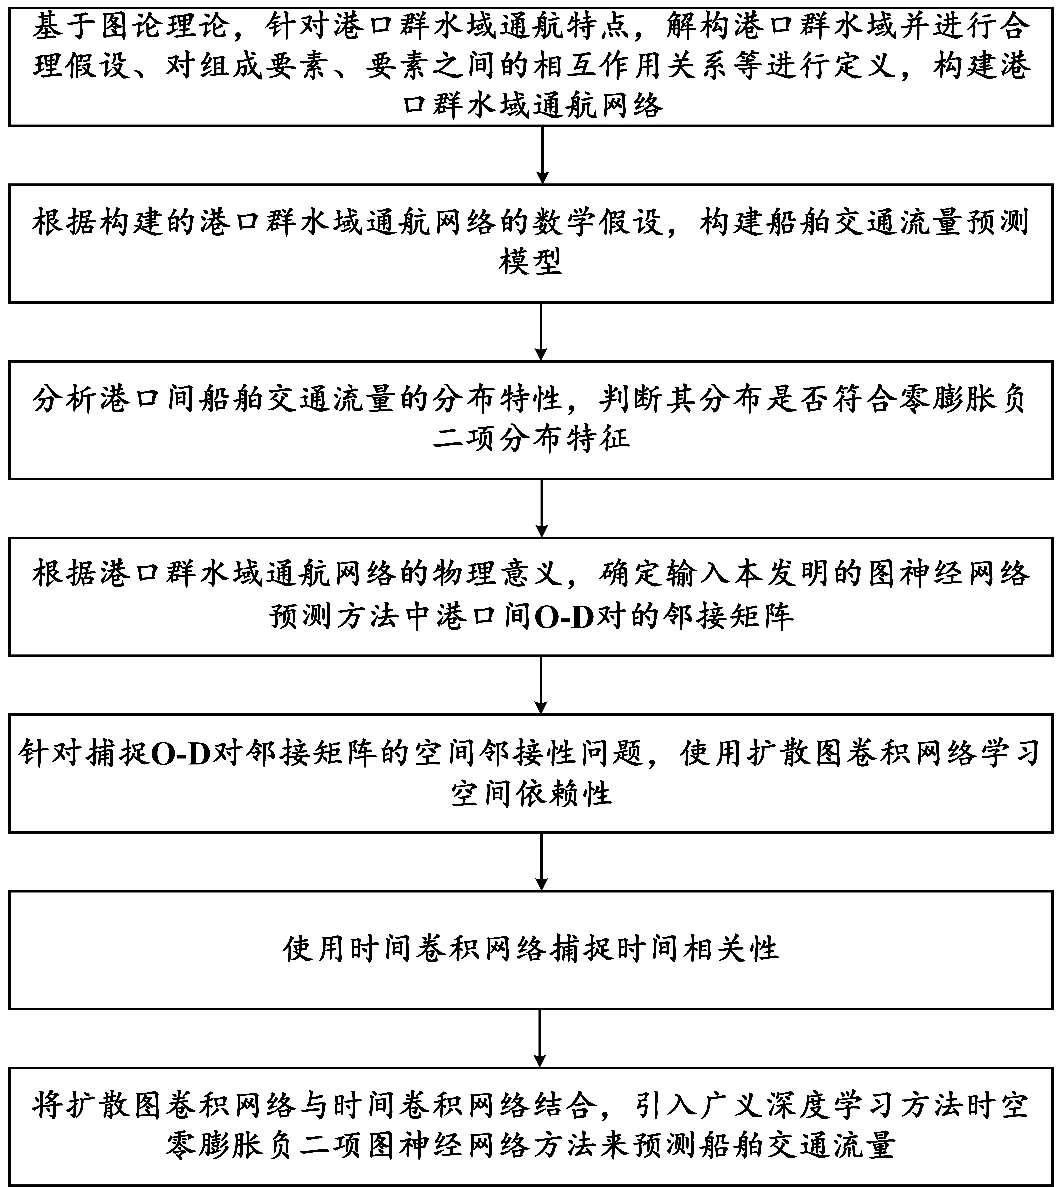 基于图论理论，针对港口群水域通航特点，解构港口群水域并进行合
理假设、对组成要素、要素之间的相互作用关系等进行定义，构建港
口群水域通航网络
根据构建的港口群水域通航网络的数学假设，构建船舶交通流量预测
模型
分析港口间船舶交通流量的分布特性，判断其分布是否符合零膨胀负
二项分布特征
根据港口群水域通航网络的物理意义，确定输入本发明的图神经网络
预测方法中港口间O-D对的邻接矩阵
针对捕捉O-D对邻接矩阵的空间邻接性问题，使用扩散图卷积网络学习
空间依赖性
使用时间卷积网络捕捉时间相关性
将扩散图卷积网络与时间卷积网络结合，引入广义深度学习方法时空
零膨胀负二项图神经网络方法来预测船舶交通流量